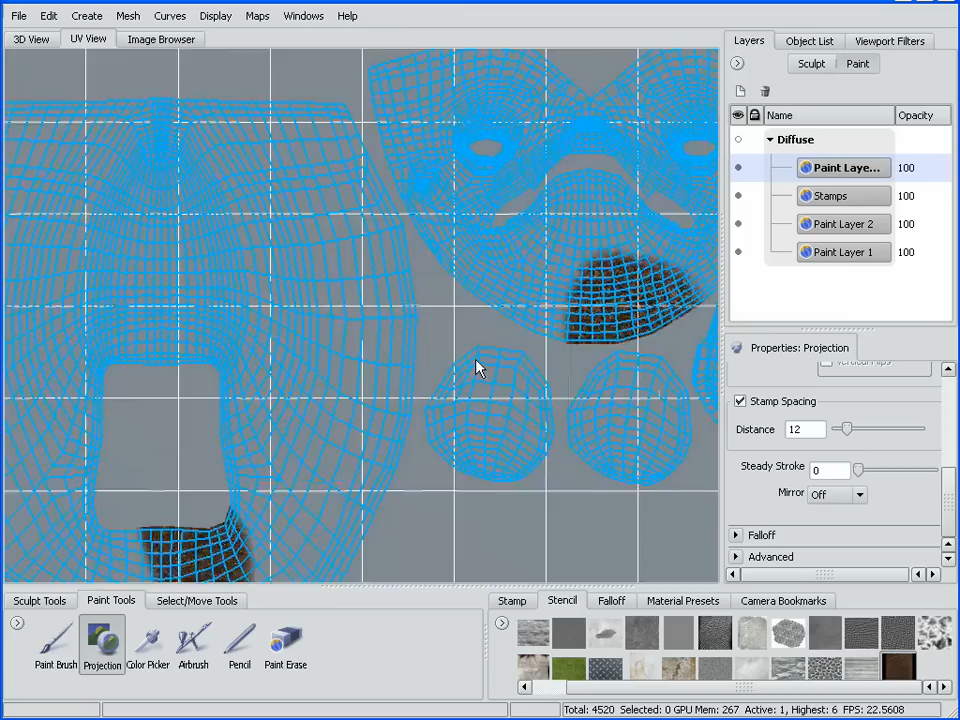 File Edit Create Mesh Curves Display Maps Windows Help
3D View UV View Image Browser
Layers Object List Viewport Filters
Sculpt Paint
Name Opacity
Diffuse
Paint Laye... 100
Stamps 100
Paint Layer 2 100
Paint Layer 1 100
Properties: Projection
Stamp Spacing
Distance 12
Steady Stroke 0
Mirror Off
Falloff
Advanced
Sculpt Tools Paint Tools Select/Move Tools
Stamp Stencil Falloff Material Presets Camera Bookmarks
Paint Brush Projection Color Picker Airbrush Pencil Paint Erase
Total: 4520 Selected: 0 GPU Mem: 267 Active: 1, Highest: 6 FPS: 22.5608